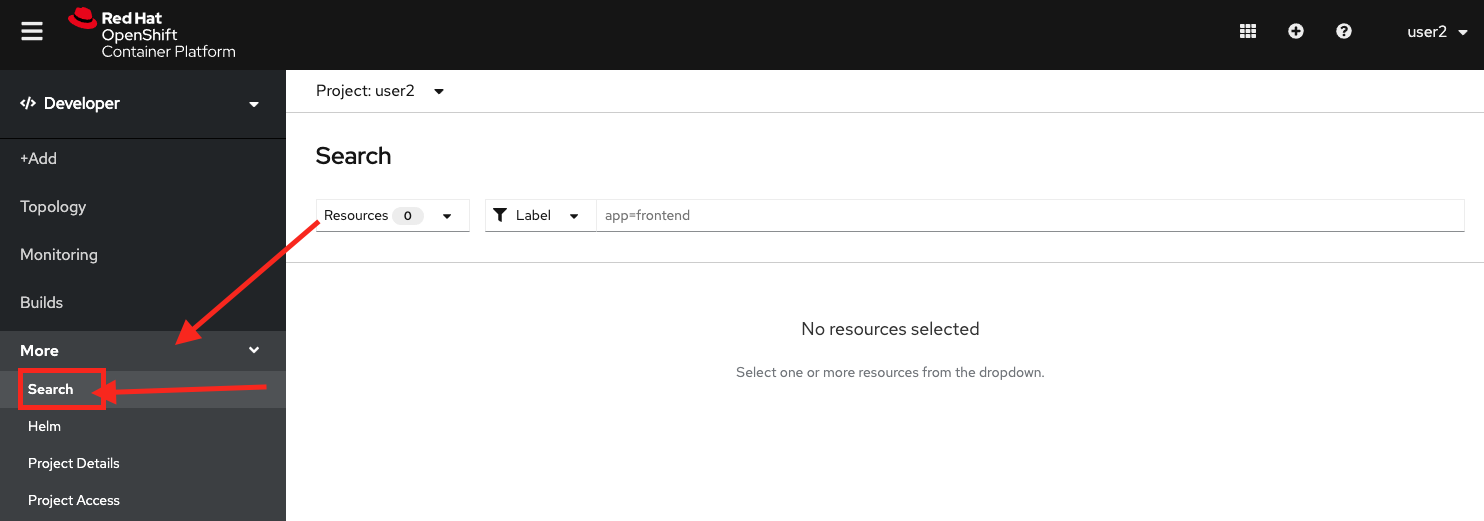 Red Hat
OpenShift
Container Platform
user2
Developer
Project: user2
+Add
Topology
Monitoring
Builds
More
Search
Helm
Project Details
Project Access
Search
Resources 0
Label
app=frontend
No resources selected
Select one or more resources from the dropdown.